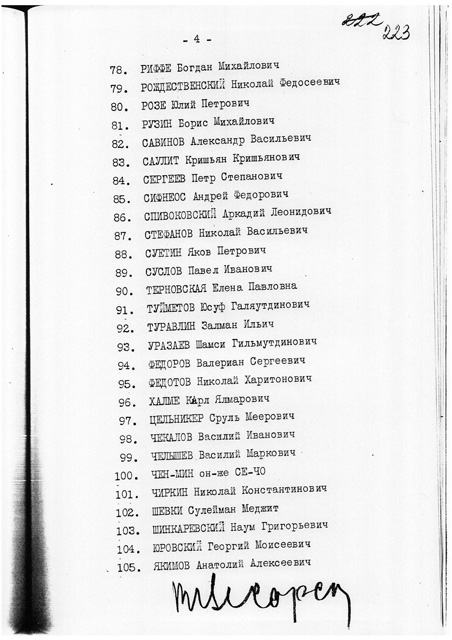 222
223
- 4 -
78. РИФФЕ Богдан Михайлович
79. РОЖДЕСТВЕНСКИЙ Николай Федосеевич
80. РОЗЕ Юлий Петрович
81. РУЗИН Борис Михайлович
82. САВИНОВ Александр Васильевич
83. САУЛИТ Кришьян Кришьянович
84. СЕРГЕЕВ Петр Степанович
85. СИФНЕОС Андрей Федорович
86. СПИВОКОВСКИЙ Аркадий Леонидович
87. СТЕФАНОВ Николай Васильевич
88. СУЕТИН Яков Петрович
89. СУСЛОВ Павел Иванович
90. ТЕРНОВСКАЯ Елена Павловна
91. ТУЙМЕТОВ Юсуф Галяутдинович
92. ТУРАВЛИН Залман Ильич
93. УРАЗАЕВ Шамси Гильмутдинович
94. ФЕДОРОВ Валериан Сергеевич
95. ФЕДОТОВ Николай Харитонович
96. ХАЛМЕ Карл Ялмарович
97. ЦЕЛЬНИКЕР Сруль Меерович
98. ЧЕКАЛОВ Василий Иванович
99. ЧЕЛЫШЕВ Василий Маркович
100. ЧЕН-МИН он-же СЕ-ЧО
101. ЧИРКИН Николай Константинович
102. ШЕВКИ Сулейман Меджит
103. ШИНКАРЕВСКИЙ Наум Григорьевич
104. ЮРОВСКИЙ Георгий Моисеевич
105. ЯКИМОВ Анатолий Алексеевич